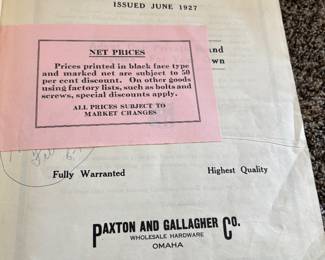 ISSUED JUNE 1927
NET PRICES
Prices printed in black face type
and marked net are subject to 50
per cent discount. On other goods
using factory lists, such as bolts and
screws, special discounts apply.
ALL PRICES SUBJECT TO
MARKET CHANGES
and
wn
Fully Warranted Highest Quality
PAXTON AND GALLAGHER CO.
WHOLESALE HARDWARE
OMAHA